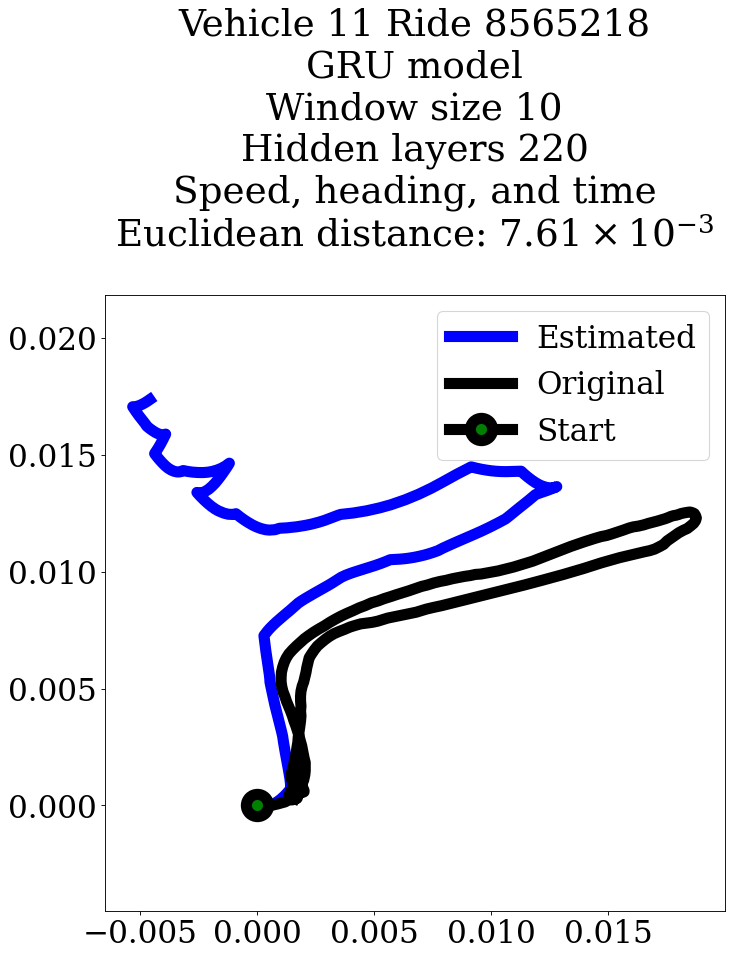 Vehicle 11 Ride 8565218
GRU model
Window size 10
Hidden layers 220
Speed, heading, and time
Euclidean distance: 7.61 × 10⁻³
Estimated
Original
Start
0.020
0.015
0.010
0.005
0.000
−0.005 0.000 0.005 0.010 0.015